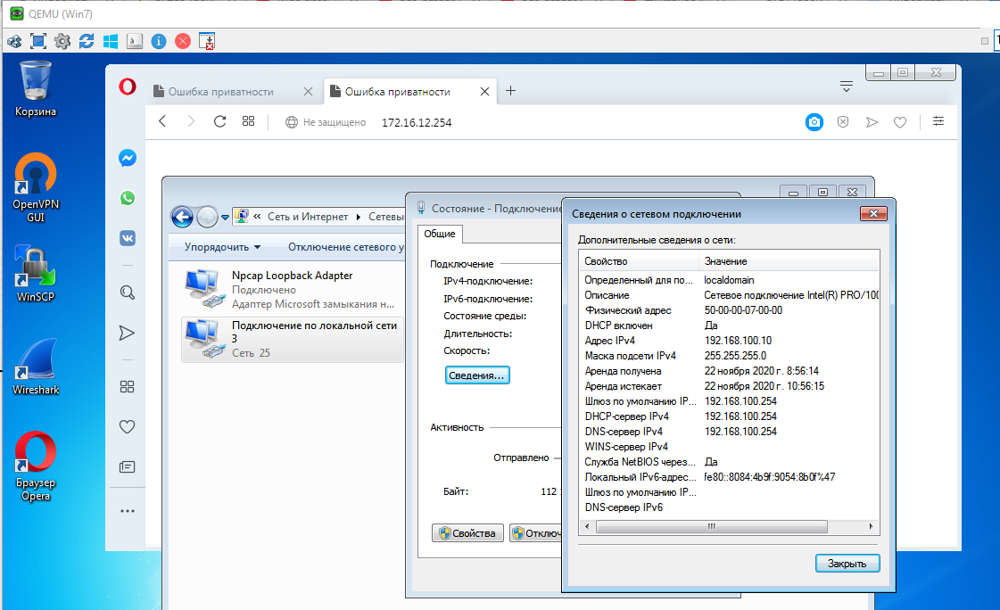 QEMU (Win7)
1
Корзина
OpenVPN
GUI
WinSCP
Wireshark
Браузер
Opera
Ошибка приватности
Ошибка приватности
Не защищено 172.16.12.254
« Сеть и Интернет Сетевы
Упорядочить Отключение сетевого у
Npcap Loopback Adapter
Подключено
Адаптер Microsoft замыкания н...
Подключение по локальной сети
3
Сеть 25
Состояние - Подключение
Общие
Подключение
IPv4-подключение:
IPv6-подключение:
Состояние среды:
Длительность:
Скорость:
Сведения...
Активность
Отправлено
Байт: 112
Свойства Отключ
Сведения о сетевом подключении
Дополнительные сведения о сети:
Свойство Значение
Определенный для по... localdomain
Описание Сетевое подключение Intel(R) PRO/100
Физический адрес 50-00-00-07-00-00
DHCP включен Да
Адрес IPv4 192.168.100.10
Маска подсети IPv4 255.255.255.0
Аренда получена 22 ноября 2020 г. 8:56:14
Аренда истекает 22 ноября 2020 г. 10:56:15
Шлюз по умолчанию IP... 192.168.100.254
DHCP-сервер IPv4 192.168.100.254
DNS-сервер IPv4 192.168.100.254
WINS-сервер IPv4
Служба NetBIOS через... Да
Локальный IPv6-адрес... fe80::8084:4b9f:9054:8b0f%47
Шлюз по умолчанию IP...
DNS-сервер IPv6
Закрыть